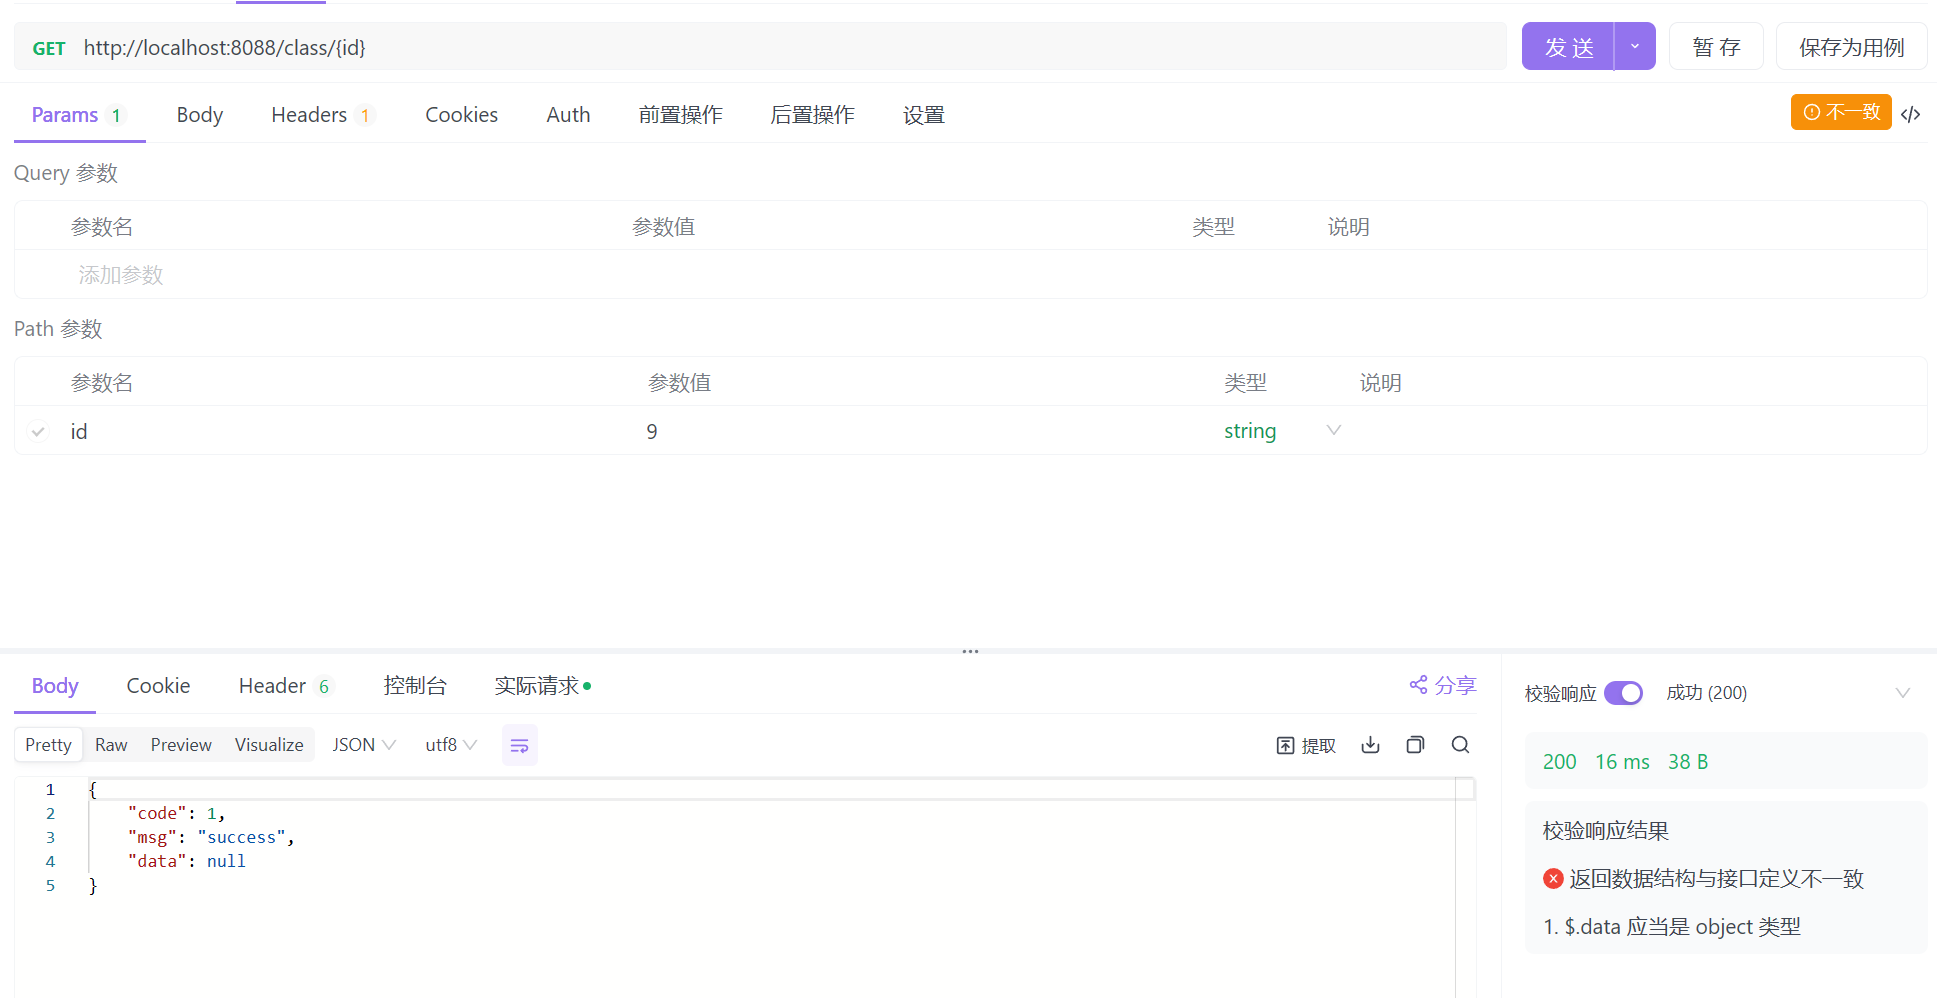 GET http://localhost:8088/class/{id} 发 送 暂 存 保存为用例
Params 1 Body Headers 1 Cookies Auth 前置操作 后置操作 设置 不一致 </>
Query 参数
参数名 参数值 类型 说明
添加参数
Path 参数
参数名 参数值 类型 说明
id 9 string
Body Cookie Header 6 控制台 实际请求 分享 校验响应 成功 (200)
Pretty Raw Preview Visualize JSON utf8 提取
200 16 ms 38 B
1 {
2 "code": 1,
3 "msg": "success",
4 "data": null
5 }
校验响应结果
返回数据结构与接口定义不一致
1. $.data 应当是 object 类型